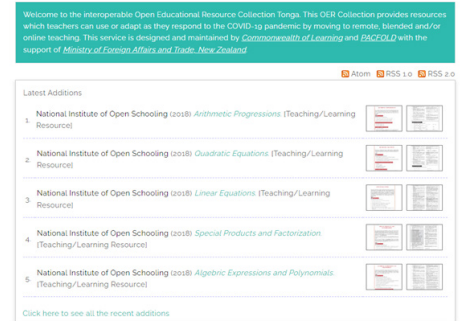 Welcome to the interoperable Open Educational Resource Collection Tonga. This OER Collection provides resources
which teachers can use or adapt as they respond to the COVID-19 pandemic by moving to remote, blended and/or
online teaching. This service is designed and maintained by Commonwealth of Learning and PACFOLD with the
support of Ministry of Foreign Affairs and Trade, New Zealand.
Atom RSS 1.0 RSS 2.0
Latest Additions
1. National Institute of Open Schooling (2018) Arithmetic Progressions. (Teaching/Learning
Resource)
2. National Institute of Open Schooling (2018) Quadratic Equations. (Teaching/Learning
Resource)
3. National Institute of Open Schooling (2018) Linear Equations. (Teaching/Learning
Resource)
4. National Institute of Open Schooling (2018) Special Products and Factorization.
(Teaching/Learning Resource)
5. National Institute of Open Schooling (2018) Algebraic Expressions and Polynomials.
(Teaching/Learning Resource)
Click here to see all the recent additions